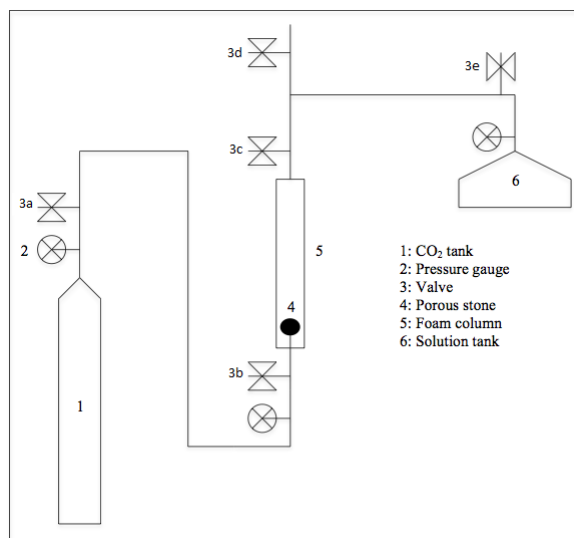 3d
3e
3c
3a
2
6
5
4
3b
1
1: CO₂ tank
2: Pressure gauge
3: Valve
4: Porous stone
5: Foam column
6: Solution tank